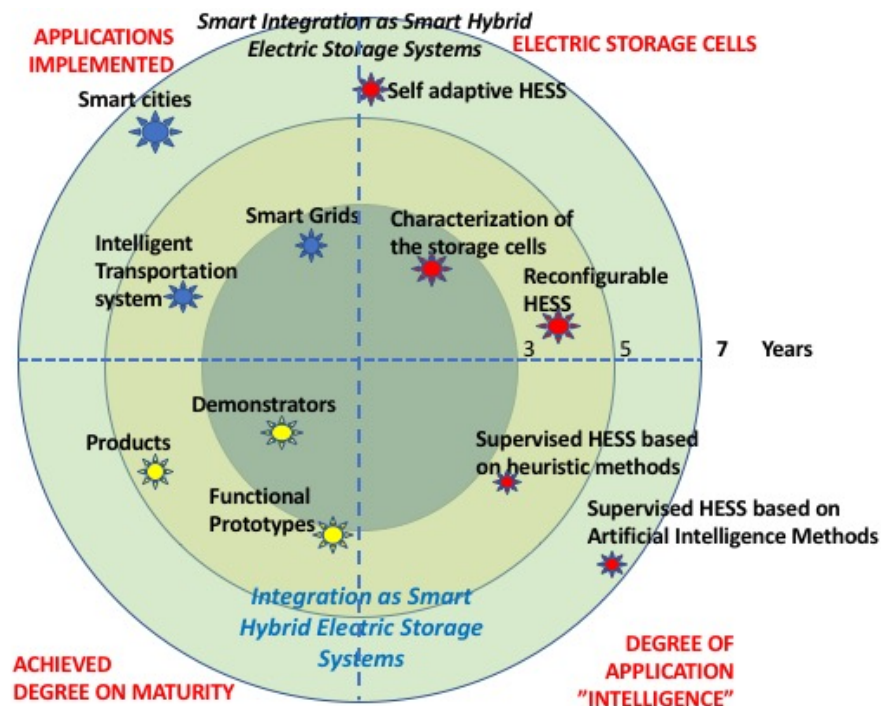 Smart Integration as Smart Hybrid
Electric Storage Systems
APPLICATIONS
IMPLEMENTED
ELECTRIC STORAGE CELLS
Smart cities
Self adaptive HESS
Smart Grids
Characterization of
the storage cells
Intelligent
Transportation
system
Reconfigurable
HESS
3
5
7
Years
Demonstrators
Products
Supervised HESS based
on heuristic methods
Functional
Prototypes
Supervised HESS based on
Artificial Intelligence Methods
Integration as Smart
Hybrid Electric Storage
Systems
ACHIEVED
DEGREE ON MATURITY
DEGREE OF
APPLICATION
”INTELLIGENCE”